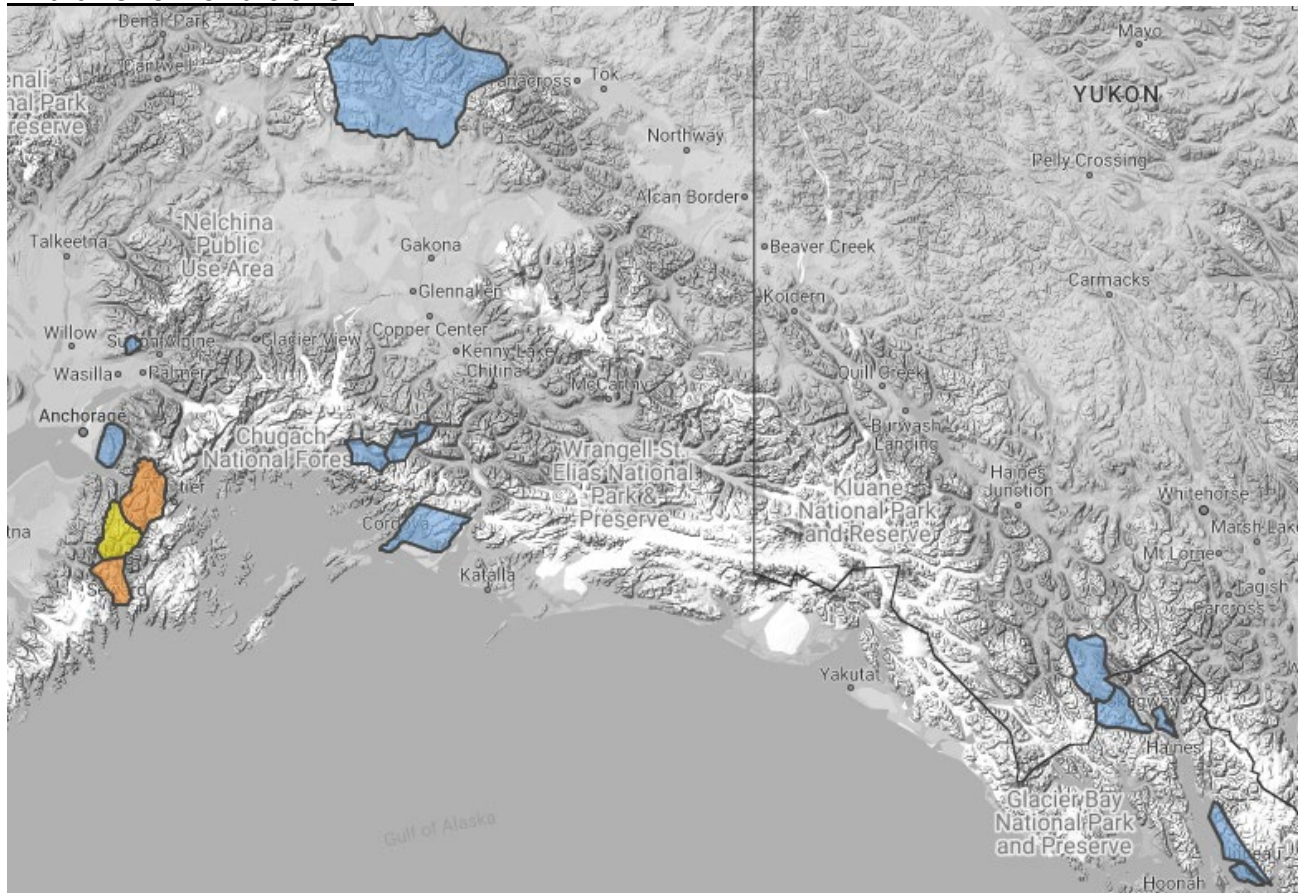 Denali Park
Mayo
Cantwell
Tok
YUKON
Northway
Pelly Crossing
Alcan Border
Nelchina
Public
Use Area
Talkeetna
Gakona
Beaver Creek
Carmacks
Glennallen
Koidern
Willow
Copper Center
Glacier View
Kenny Lake
Chitina
Wasilla
Palmer
McCarthy
Quill Creek
Anchorage
Burwash
Landing
Chugach
National Forest
Wrangell-St.
Elias National
Park &
Preserve
Kluane
National Park
and Reserve
Haines
Junction
Whitehorse
Cordova
Marsh Lake
Mt Lorne
Katalla
Tagish
Carcross
Yakutat
Skagway
Haines
Glacier Bay
National Park
and Preserve
Gulf of Alaska
Hoonah